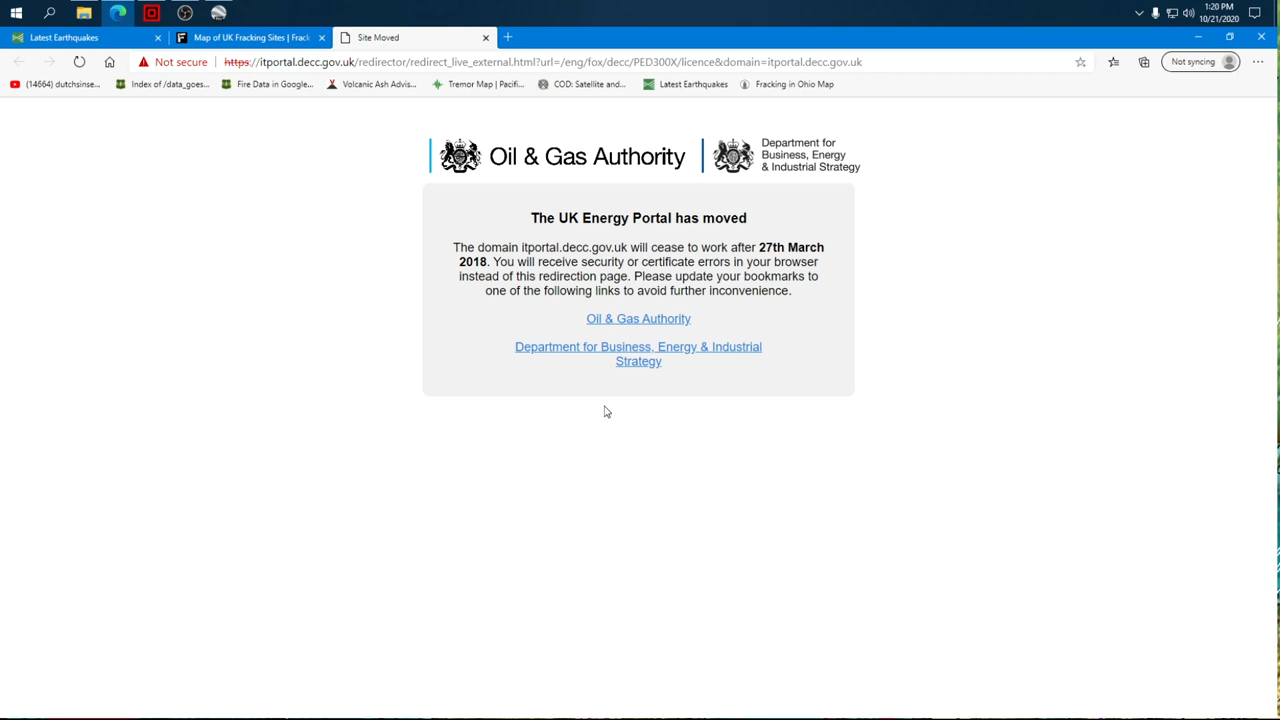 1:20 PM
10/21/2020
Latest Earthquakes
Map of UK Fracking Sites | Frack
Site Moved
Not secure
https://itportal.decc.gov.uk/redirector/redirect_live_external.html?url=/eng/fox/decc/PED300X/licence&domain=itportal.decc.gov.uk
Not syncing
(14664) dutchsinse...
Index of /data_goes...
Fire Data in Google...
Volcanic Ash Advis...
Tremor Map | Pacifi...
COD: Satellite and...
Latest Earthquakes
Fracking in Ohio Map
Oil & Gas Authority
Department for
Business, Energy
& Industrial Strategy
The UK Energy Portal has moved
The domain itportal.decc.gov.uk will cease to work after 27th March
2018. You will receive security or certificate errors in your browser
instead of this redirection page. Please update your bookmarks to
one of the following links to avoid further inconvenience.
Oil & Gas Authority
Department for Business, Energy & Industrial
Strategy